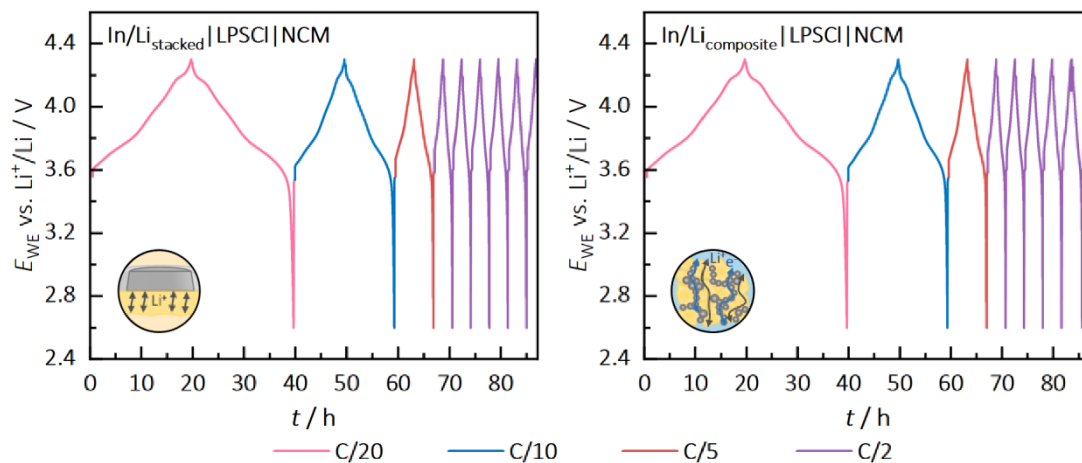 In/Li_stacked|LPSCl|NCM
E_WE vs. Li⁺/Li / V
4.4
4.0
3.6
3.2
2.8
2.4
Li⁺
0 10 20 30 40 50 60 70 80
t / h
In/Li_composite|LPSCl|NCM
E_WE vs. Li⁺/Li / V
4.4
4.0
3.6
3.2
2.8
2.4
Li⁺ e⁻
0 10 20 30 40 50 60 70 80
t / h
C/20 C/10 C/5 C/2